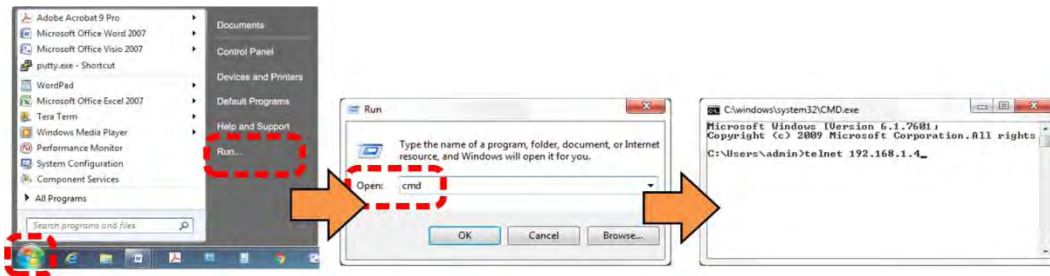 Adobe Acrobat 9 Pro
Microsoft Office Word 2007
Microsoft Office Visio 2007
putty.exe - Shortcut
WordPad
Microsoft Office Excel 2007
Tera Term
Windows Media Player
Performance Monitor
System Configuration
Component Services
All Programs
Search programs and files
Documents
Control Panel
Devices and Printers
Default Programs
Help and Support
Run...
Run
Type the name of a program, folder, document, or Internet
resource, and Windows will open it for you.
Open: cmd
OK Cancel Browse...
C:\windows\system32\CMD.exe
Microsoft Windows [Version 6.1.7601]
Copyright (c) 2009 Microsoft Corporation.All rights
C:\Users\admin>telnet 192.168.1.4_